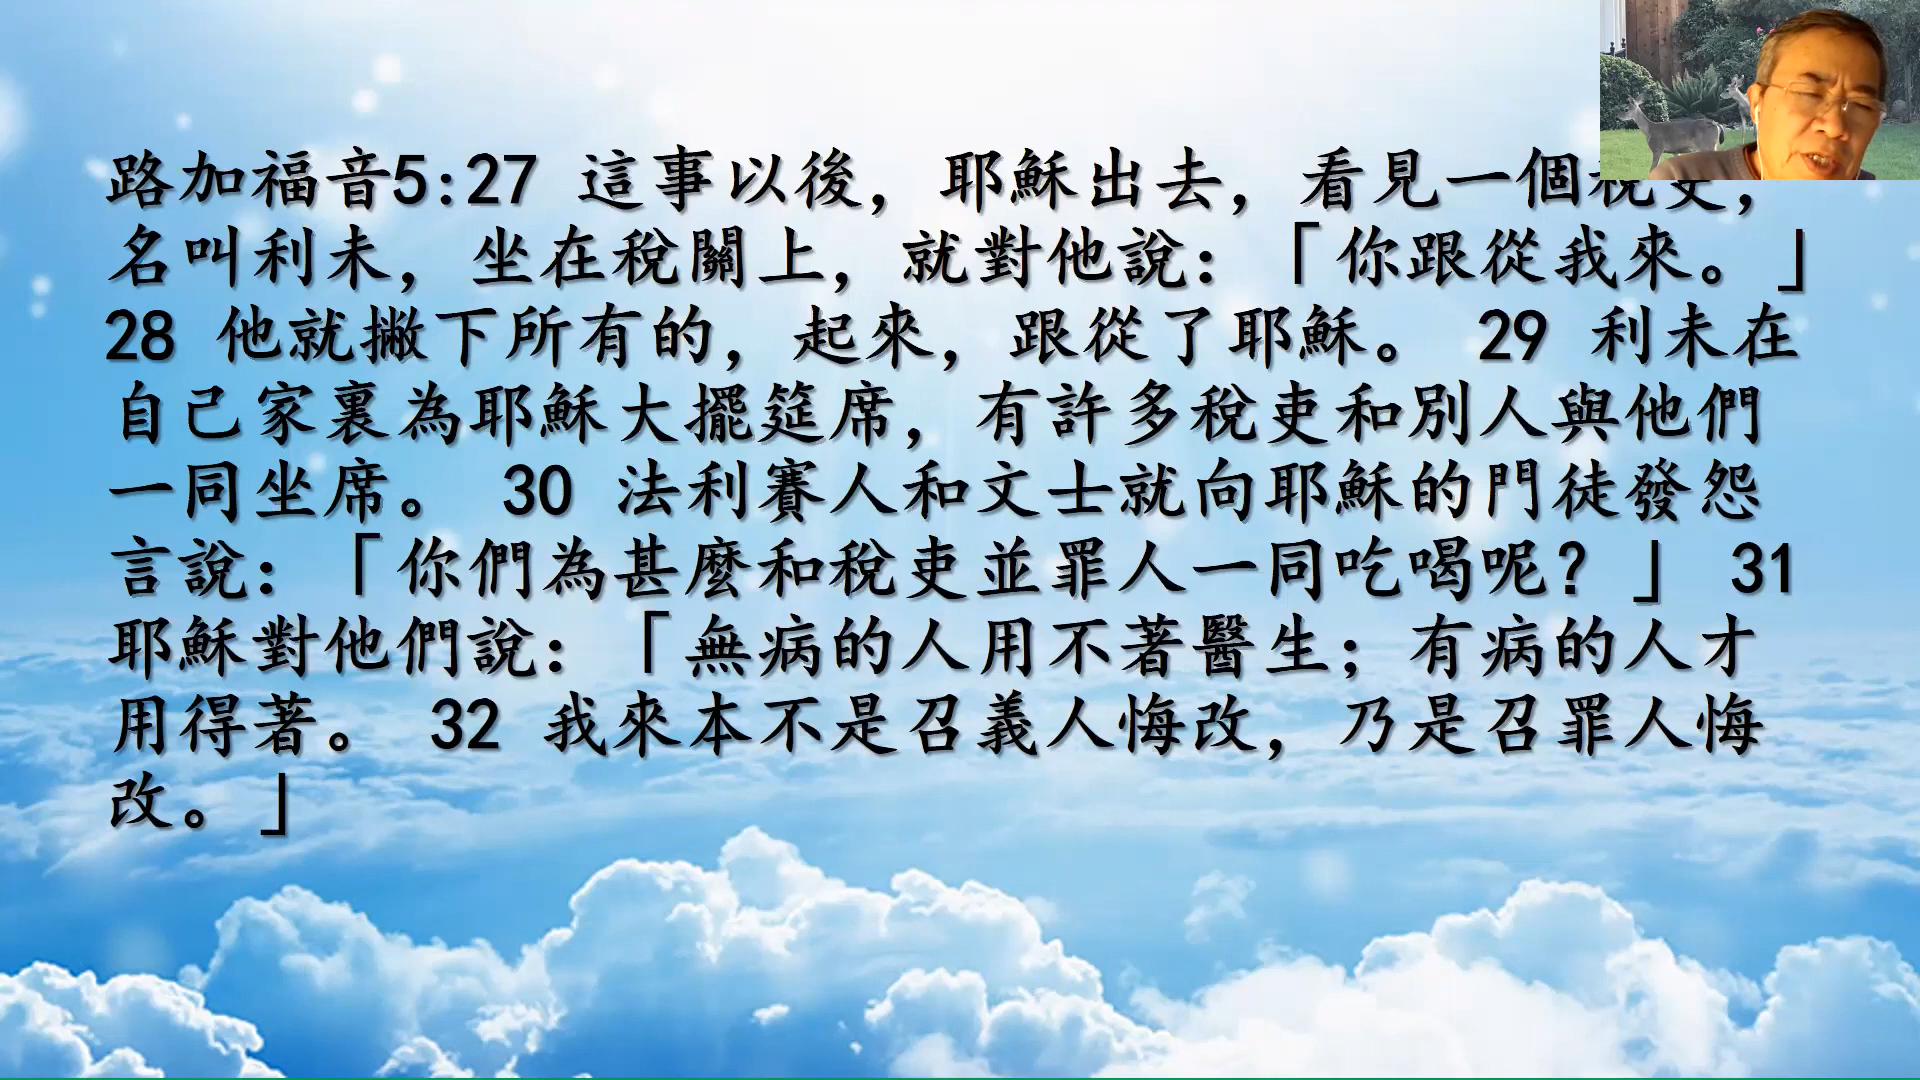 路加福音5:27 這事以後，耶穌出去，看見一個稅吏，
名叫利未，坐在稅關上，就對他說：「你跟從我來。」
28 他就撇下所有的，起來，跟從了耶穌。 29 利未在
自己家裏為耶穌大擺筵席，有許多稅吏和別人與他們
一同坐席。 30 法利賽人和文士就向耶穌的門徒發怨
言說：「你們為甚麼和稅吏並罪人一同吃喝呢？」 31
耶穌對他們說：「無病的人用不著醫生；有病的人才
用得著。 32 我來本不是召義人悔改，乃是召罪人悔
改。」